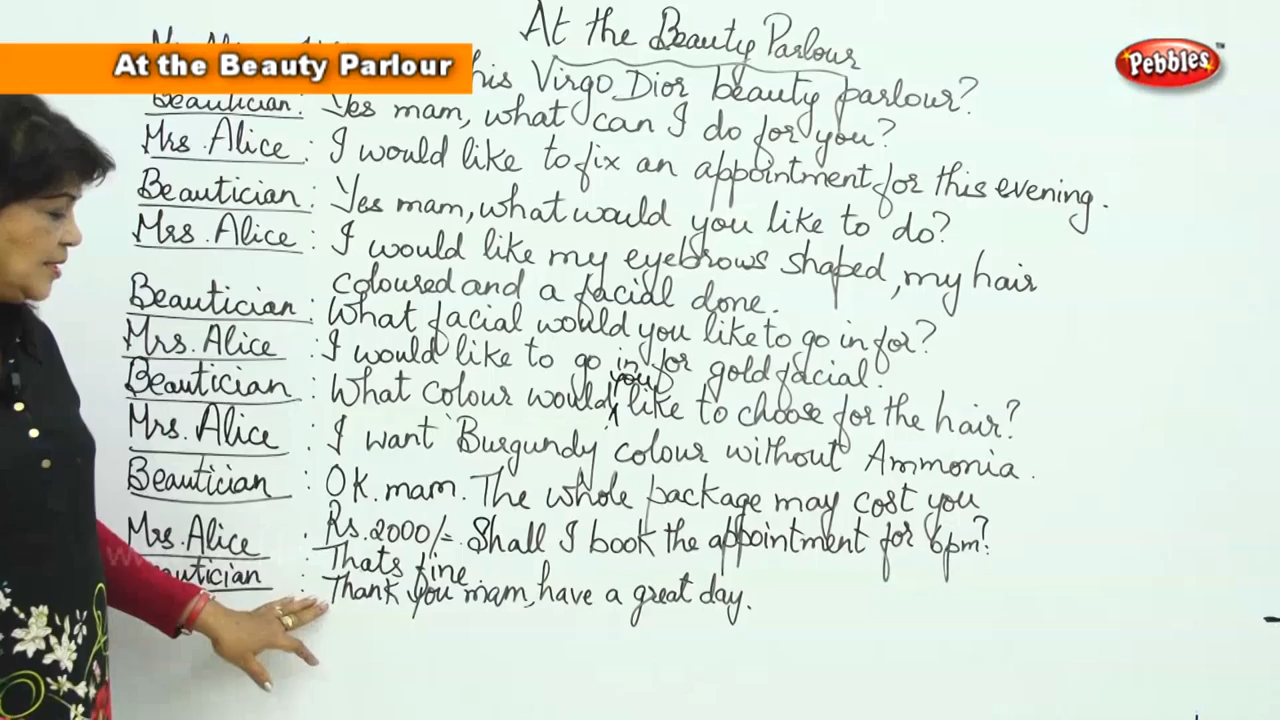 At the Beauty Parlour
At the Beauty Parlour
Pebbles
his Virgo Dior beauty parlour?
Beautician: Yes mam, what can I do for you?
Mrs. Alice: I would like to fix an appointment for this evening.
Beautician: Yes mam, what would you like to do?
Mrs. Alice: I would like my eyebrows shaped, my hair
coloured and a facial done.
Beautician: What facial would you like to go in for?
Mrs. Alice: I would like to go in for gold facial.
Beautician: What colour would you like to choose for the hair?
Mrs. Alice: I want Burgundy colour without Ammonia.
Beautician: OK. mam. The whole package may cost you
Rs. 2000/-. Shall I book the appointment for 6pm?
Mrs. Alice: Thats fine
Beautician: Thank you mam, have a great day.